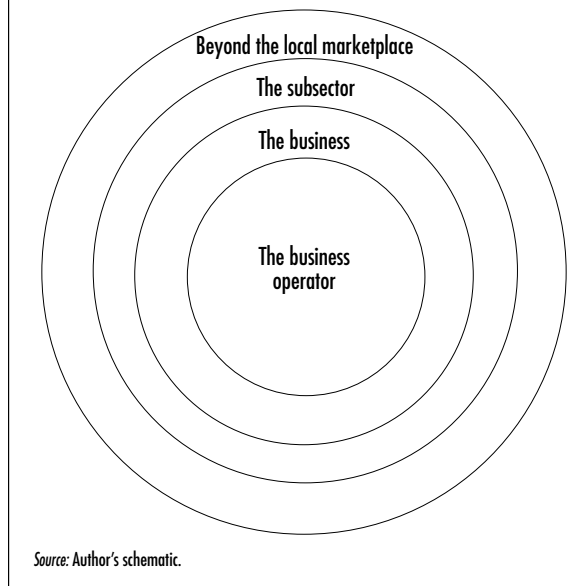 Beyond the local marketplace
The subsector
The business
The business
operator
Source: Author's schematic.